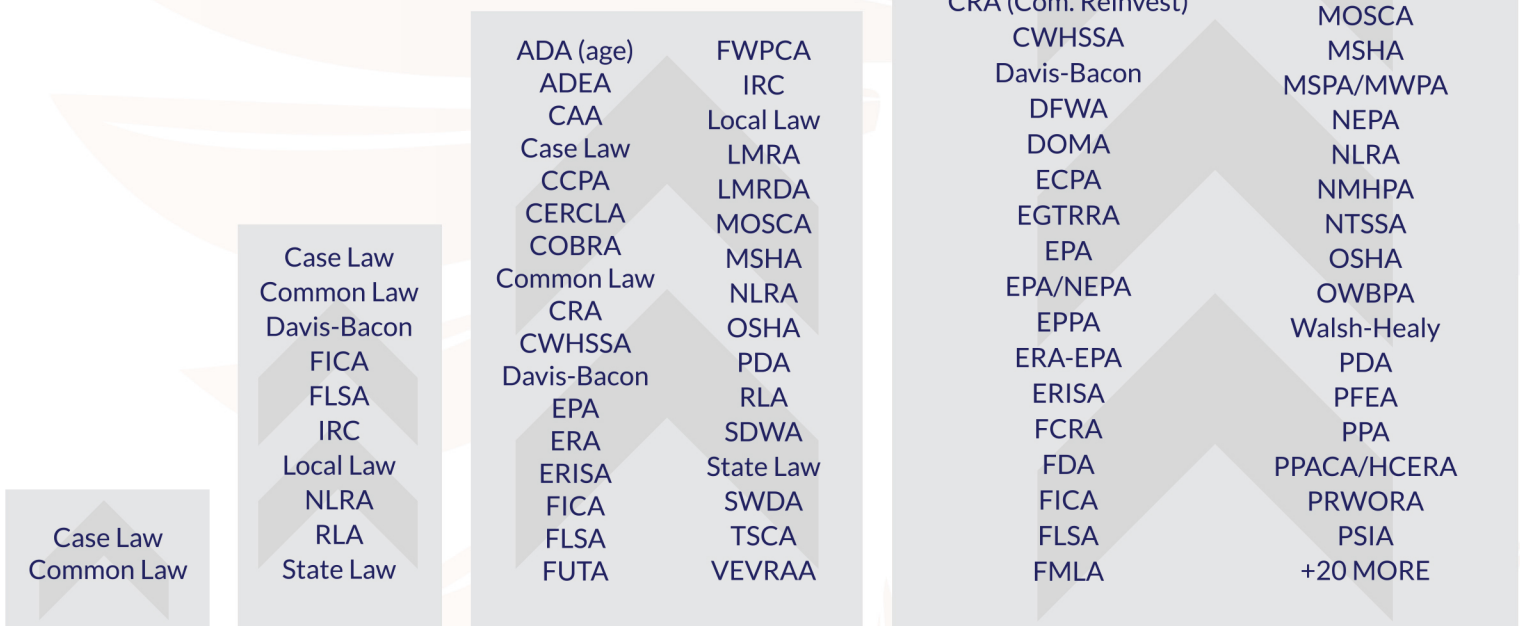 Case Law
Common Law
Case Law
Common Law
Davis-Bacon
FICA
FLSA
IRC
Local Law
NLRA
RLA
State Law
ADA (age)
ADEA
CAA
Case Law
CCPA
CERCLA
COBRA
Common Law
CRA
CWHSSA
Davis-Bacon
EPA
ERA
ERISA
FICA
FLSA
FUTA
FWPCA
IRC
Local Law
LMRA
LMRDA
MOSCA
MSHA
NLRA
OSHA
PDA
RLA
SDWA
State Law
SWDA
TSCA
VEVRAA
CRA (Com. Reinvest)
CWHSSA
Davis-Bacon
DFWA
DOMA
ECPA
EGTRRA
EPA
EPA/NEPA
EPPA
ERA-EPA
ERISA
FCRA
FDA
FICA
FLSA
FMLA
MOSCA
MSHA
MSPA/MWPA
NEPA
NLRA
NMHPA
NTSSA
OSHA
OWBPA
Walsh-Healy
PDA
PFEA
PPA
PPACA/HCERA
PRWORA
PSIA
+20 MORE